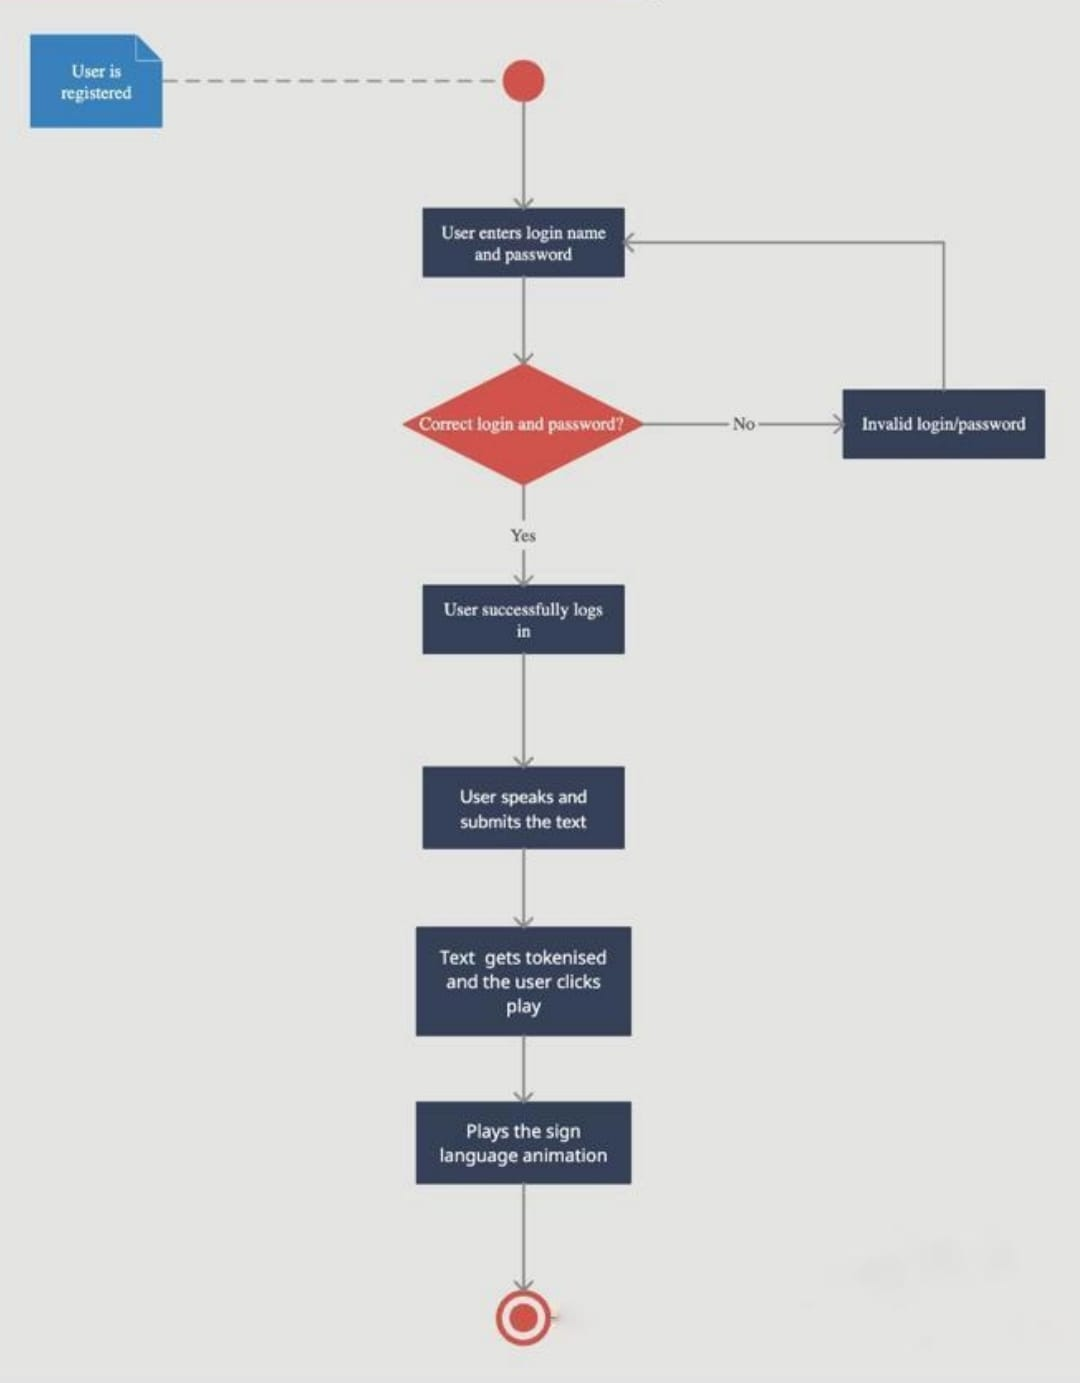 User is
registered
User enters login name
and password
Correct login and password?
No
Invalid login/password
Yes
User successfully logs
in
User speaks and
submits the text
Text  gets tokenised
and the user clicks
play
Plays the sign
language animation